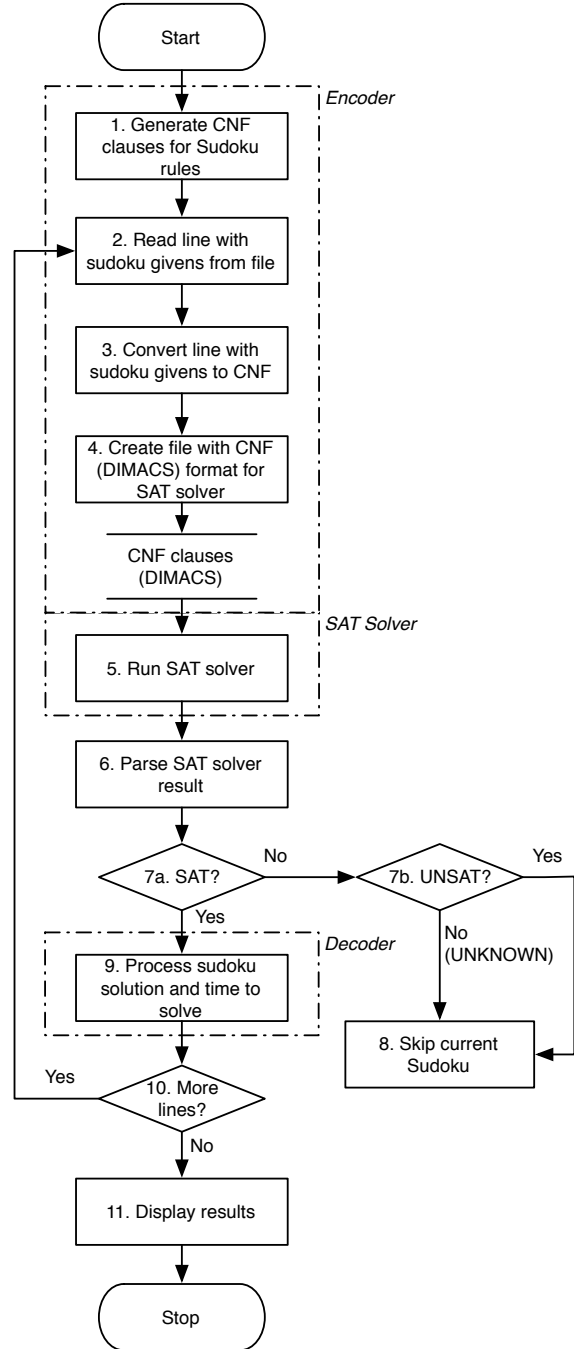 Start
Encoder
1. Generate CNF
clauses for Sudoku
rules
2. Read line with
sudoku givens from file
3. Convert line with
sudoku givens to CNF
4. Create file with CNF
(DIMACS) format for
SAT solver
CNF clauses
(DIMACS)
SAT Solver
5. Run SAT solver
6. Parse SAT solver
result
7a. SAT?
No
7b. UNSAT?
Yes
Yes
No
(UNKNOWN)
Decoder
9. Process sudoku
solution and time to
solve
8. Skip current
Sudoku
Yes
10. More
lines?
No
11. Display results
Stop